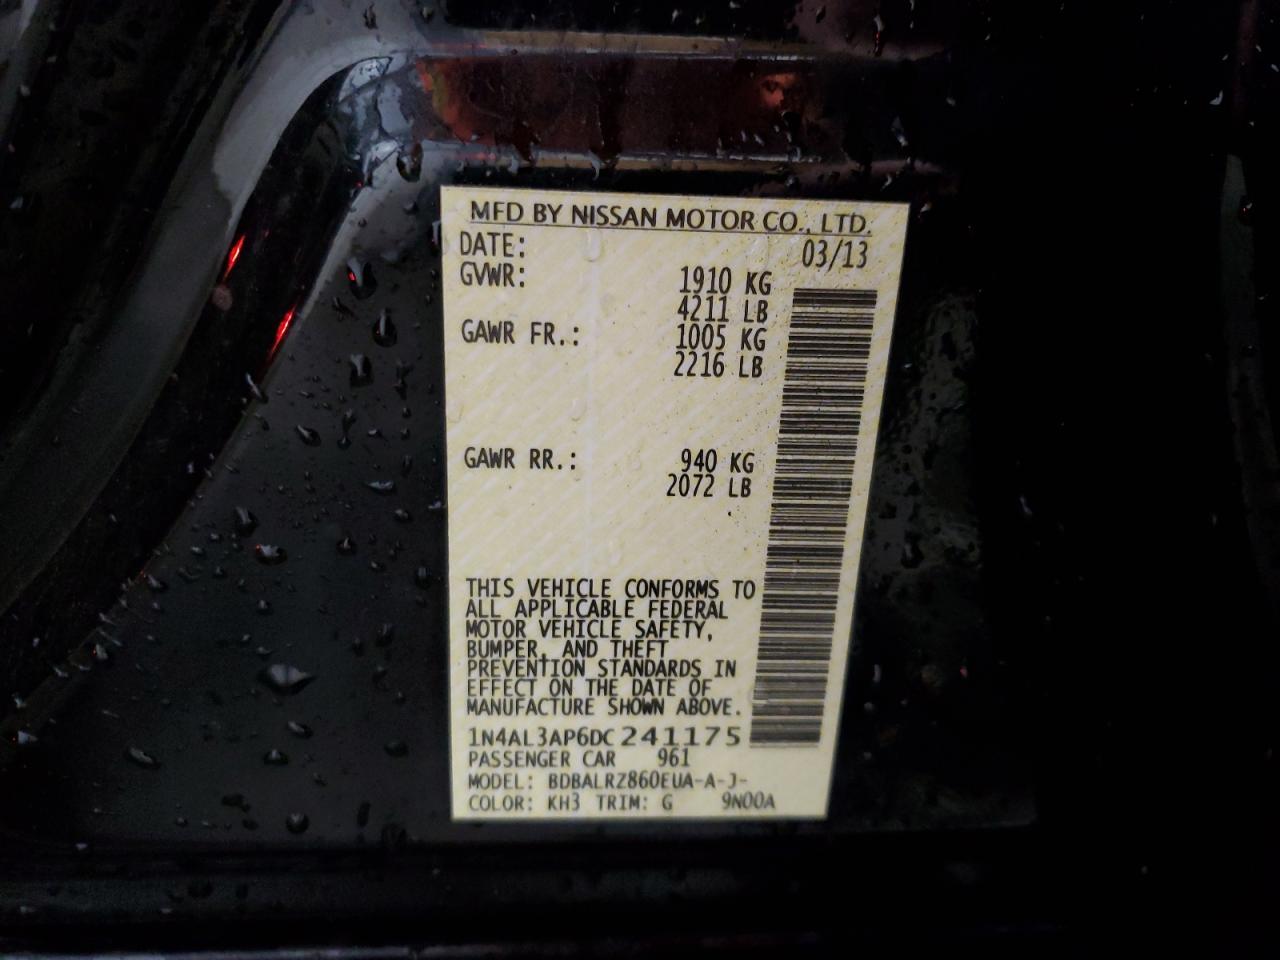 MFD BY NISSAN MOTOR CO., LTD.
DATE: 03/13
GVWR: 1910 KG
4211 LB
GAWR FR.: 1005 KG
2216 LB
GAWR RR.: 940 KG
2072 LB
THIS VEHICLE CONFORMS TO
ALL APPLICABLE FEDERAL
MOTOR VEHICLE SAFETY,
BUMPER, AND THEFT
PREVENTION STANDARDS IN
EFFECT ON THE DATE OF
MANUFACTURE SHOWN ABOVE.
1N4AL3AP6DC241175
PASSENGER CAR 961
MODEL: BDBALRZ860EUA-A-J-
COLOR: KH3 TRIM: G 9N00A